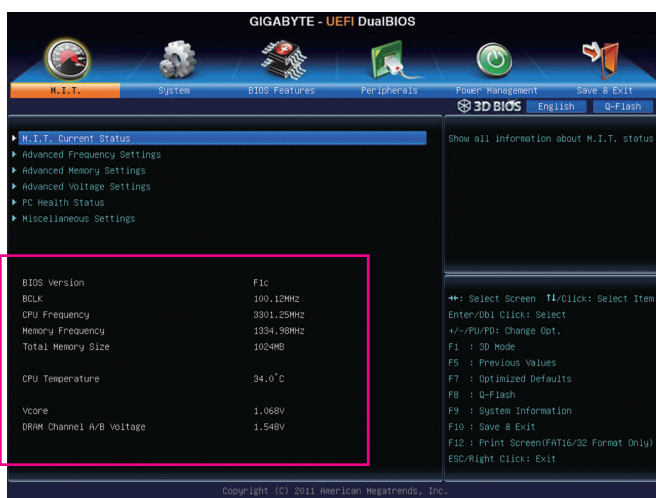 GIGABYTE - UEFI DualBIOS
M.I.T. System BIOS Features Peripherals Power Management Save & Exit
3D BIOS English Q-Flash
M.I.T. Current Status
Advanced Frequency Settings
Advanced Memory Settings
Advanced Voltage Settings
PC Health Status
Miscellaneous Settings
Show all information about M.I.T. status
BIOS Version F1c
BCLK 100.12MHz
CPU Frequency 3301.25MHz
Memory Frequency 1334.98MHz
Total Memory Size 1024MB
CPU Temperature 34.0°C
Vcore 1.068V
DRAM Channel A/B Voltage 1.548V
→←: Select Screen ↑↓/Click: Select Item
Enter/Dbl Click: Select
+/-/PU/PD: Change Opt.
F1 : 3D Mode
F5 : Previous Values
F7 : Optimized Defaults
F8 : Q-Flash
F9 : System Information
F10 : Save & Exit
F12 : Print Screen(FAT16/32 Format Only)
ESC/Right Click: Exit
Copyright (C) 2011 American Megatrends, Inc.